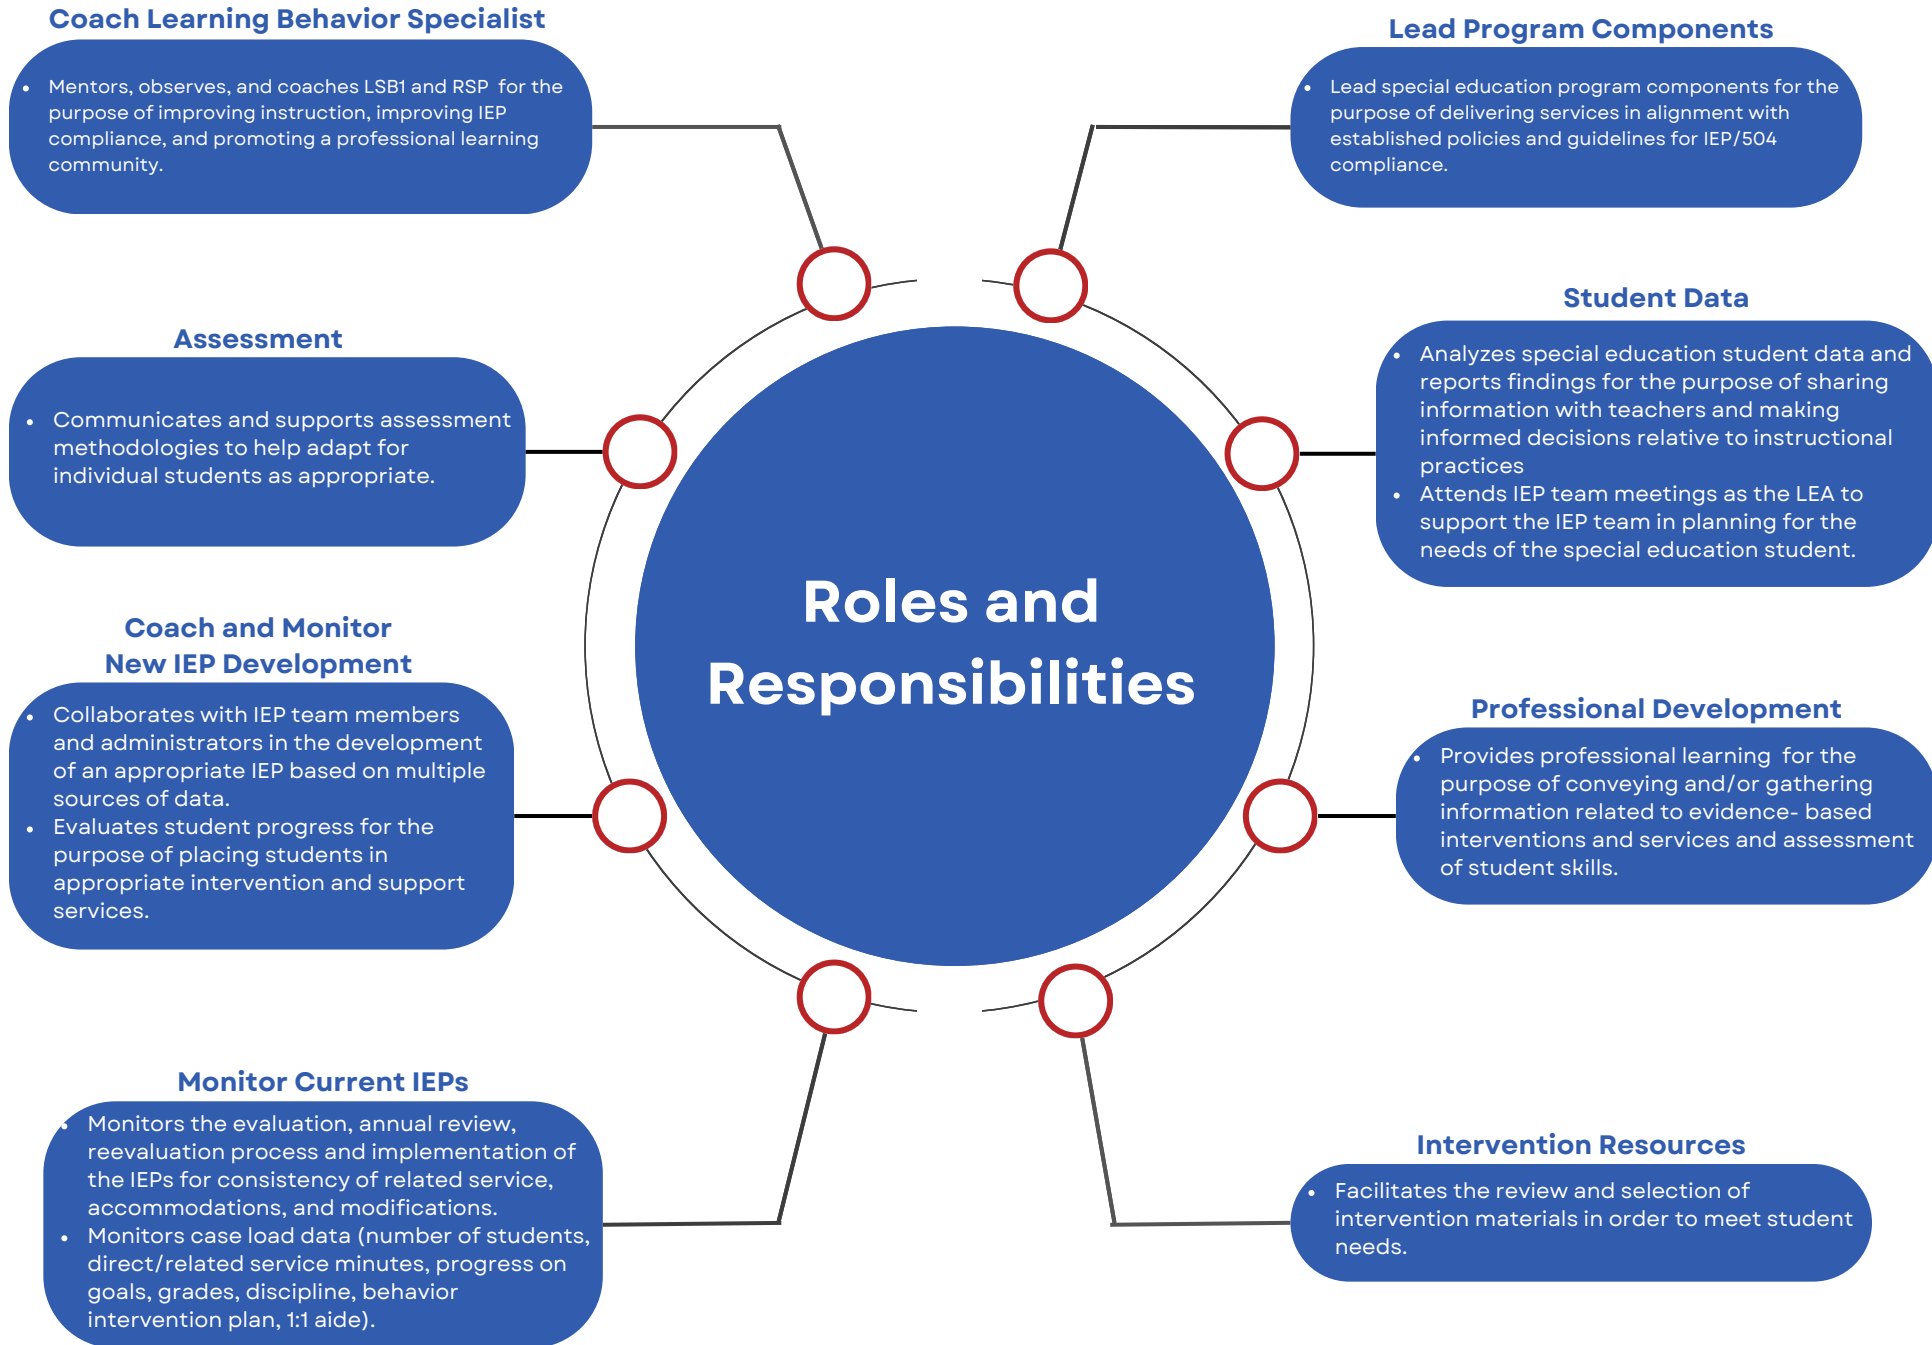 Coach Learning Behavior Specialist
• Mentors, observes, and coaches LSB1 and RSP for the
purpose of improving instruction, improving IEP
compliance, and promoting a professional learning
community.
Assessment
• Communicates and supports assessment
methodologies to help adapt for
individual students as appropriate.
Coach and Monitor
New IEP Development
• Collaborates with IEP team members
and administrators in the development
of an appropriate IEP based on multiple
sources of data.
• Evaluates student progress for the
purpose of placing students in
appropriate intervention and support
services.
Monitor Current IEPs
• Monitors the evaluation, annual review,
reevaluation process and implementation of
the IEPs for consistency of related service,
accommodations, and modifications.
• Monitors case load data (number of students,
direct/related service minutes, progress on
goals, grades, discipline, behavior
intervention plan, 1:1 aide).
Roles and
Responsibilities
Lead Program Components
• Lead special education program components for the
purpose of delivering services in alignment with
established policies and guidelines for IEP/504
compliance.
Student Data
• Analyzes special education student data and
reports findings for the purpose of sharing
information with teachers and making
informed decisions relative to instructional
practices
• Attends IEP team meetings as the LEA to
support the IEP team in planning for the
needs of the special education student.
Professional Development
• Provides professional learning for the
purpose of conveying and/or gathering
information related to evidence- based
interventions and services and assessment
of student skills.
Intervention Resources
• Facilitates the review and selection of
intervention materials in order to meet student
needs.